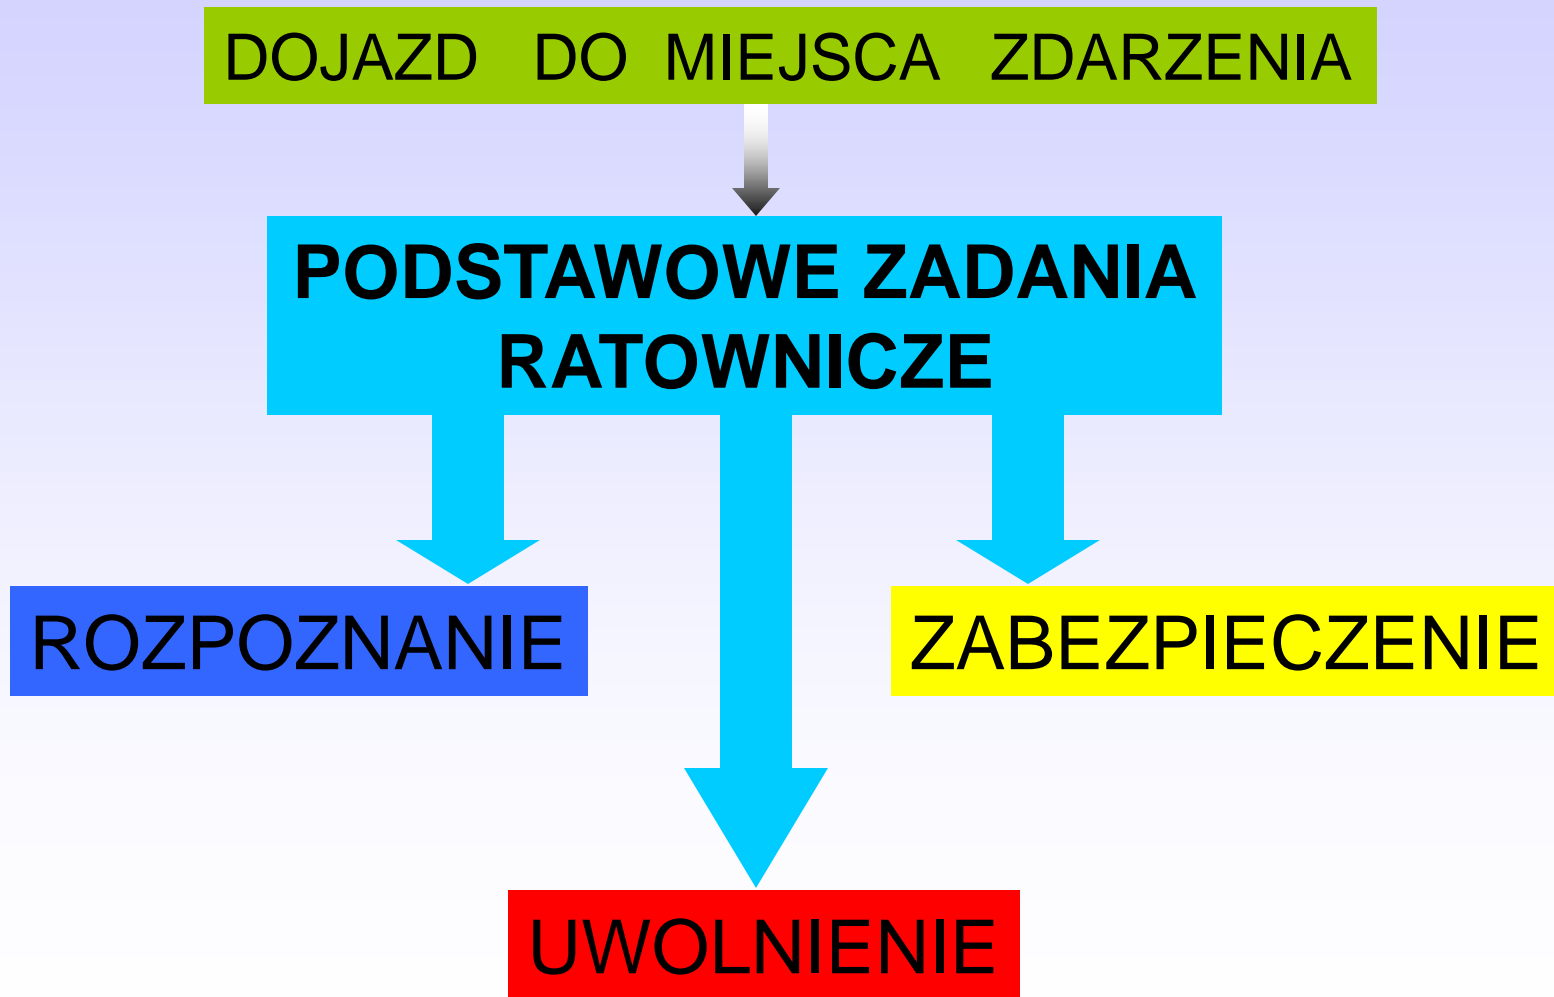 DOJAZD DO MIEJSCA ZDARZENIA
PODSTAWOWE ZADANIA
RATOWNICZE
ROZPOZNANIE
ZABEZPIECZENIE
UWOLNIENIE